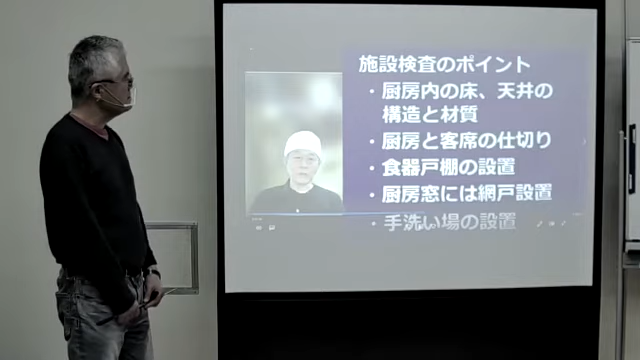 施設検査のポイント
・厨房内の床、天井の
構造と材質
・厨房と客席の仕切り
・食器戸棚の設置
・厨房窓には網戸設置
・手洗い場の設置